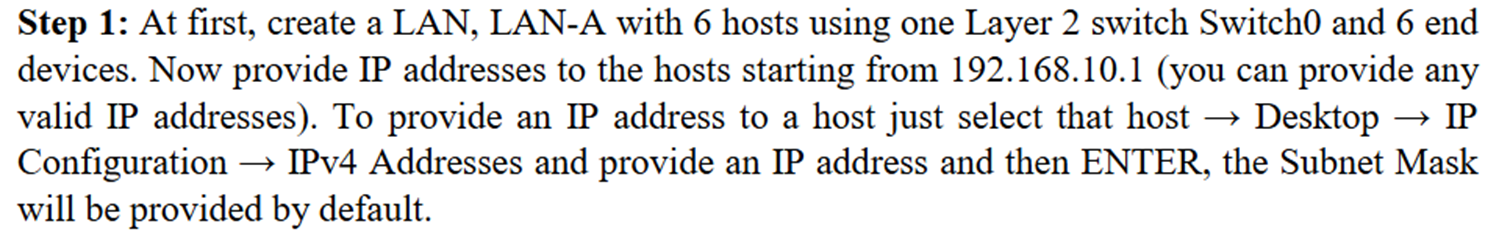 Step 1: At first, create a LAN, LAN-A with 6 hosts using one Layer 2 switch Switch0 and 6 end
devices. Now provide IP addresses to the hosts starting from 192.168.10.1 (you can provide any
valid IP addresses). To provide an IP address to a host just select that host → Desktop → IP
Configuration → IPv4 Addresses and provide an IP address and then ENTER, the Subnet Mask
will be provided by default.